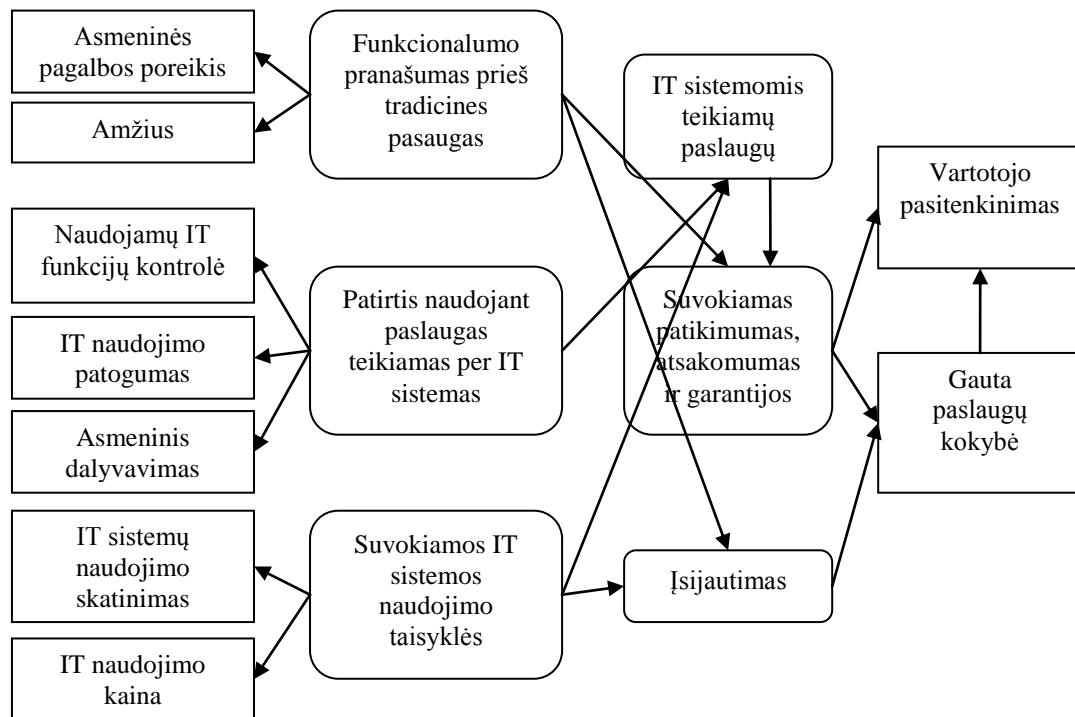 Asmeninės
pagalbos poreikis
Amžius
Naudojamų IT
funkcijų kontrolė
IT naudojimo
patogumas
Asmeninis
dalyvavimas
IT sistemų
naudojimo
skatinimas
IT naudojimo
kaina
Funkcionalumo
pranašumas prieš
tradicines
pasaugas
Patirtis naudojant
paslaugas
teikiamas per IT
sistemas
Suvokiamos IT
sistemos
naudojimo
taisyklės
IT sistemomis
teikiamų
paslaugų
Suvokiamas
patikimumas,
atsakomumas
ir garantijos
Įsijautimas
Vartotojo
pasitenkinimas
Gauta
paslaugų
kokybė